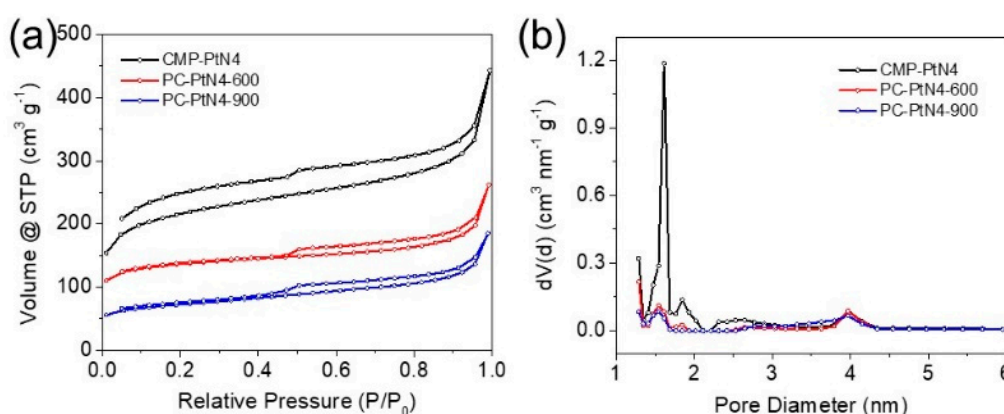 (a)
500
400
300
200
100
0
Volume @ STP (cm³ g⁻¹)
CMP-PtN4
PC-PtN4-600
PC-PtN4-900
0.0 0.2 0.4 0.6 0.8 1.0
Relative Pressure (P/P₀)
(b)
1.2
0.9
0.6
0.3
0.0
dV(d) (cm³ nm⁻¹ g⁻¹)
CMP-PtN4
PC-PtN4-600
PC-PtN4-900
1 2 3 4 5 6
Pore Diameter (nm)